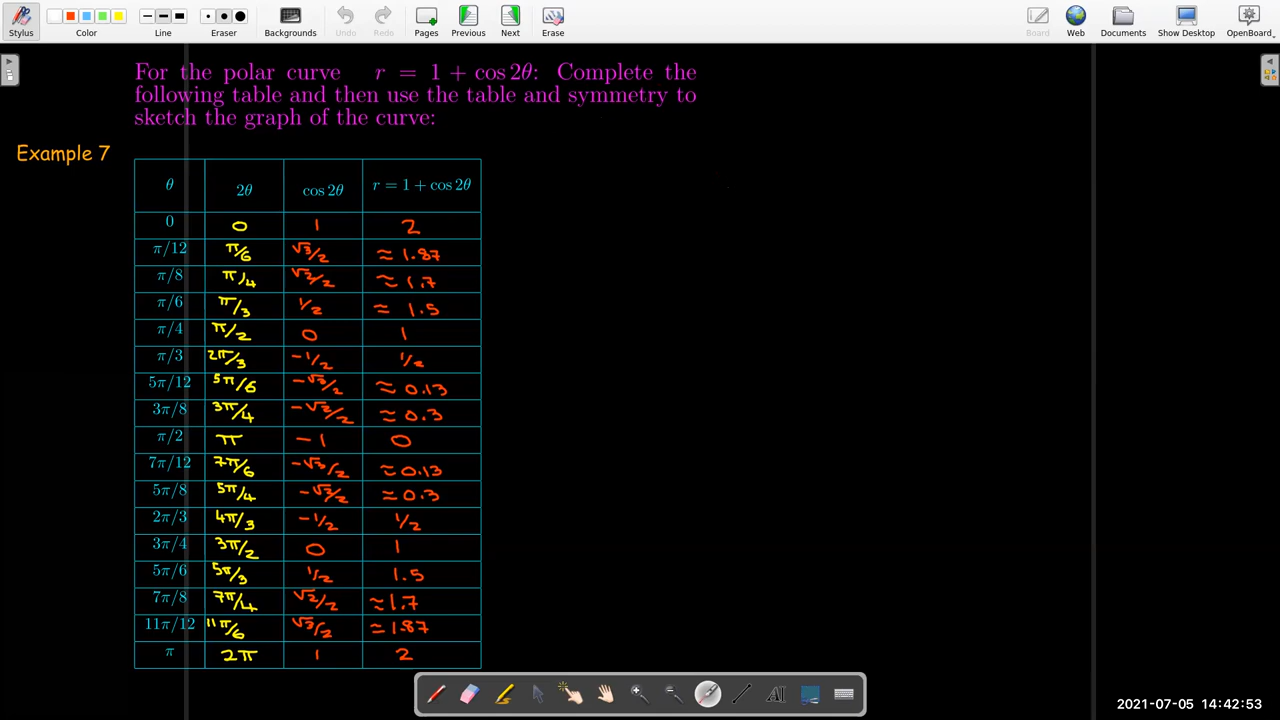 Stylus Color Line Eraser Backgrounds Undo Redo Pages Previous Next Erase Board Web Documents Show Desktop OpenBoard
For the polar curve r = 1 + cos 2θ: Complete the
following table and then use the table and symmetry to
sketch the graph of the curve:
Example 7
θ 2θ cos 2θ r = 1 + cos 2θ
0 0 1 2
π/12 π/6 √3/2 ≈ 1.87
π/8 π/4 √2/2 ≈ 1.7
π/6 π/3 1/2 ≈ 1.5
π/4 π/2 0 1
π/3 2π/3 -1/2 1/2
5π/12 5π/6 -√3/2 ≈ 0.13
3π/8 3π/4 -√2/2 ≈ 0.3
π/2 π -1 0
7π/12 7π/6 -√3/2 ≈ 0.13
5π/8 5π/4 -√2/2 ≈ 0.3
2π/3 4π/3 -1/2 1/2
3π/4 3π/2 0 1
5π/6 5π/3 1/2 1.5
7π/8 7π/4 √2/2 ≈1.7
11π/12 11π/6 √3/2 ≈1.87
π 2π 1 2
AI
2021-07-05 14:42:53